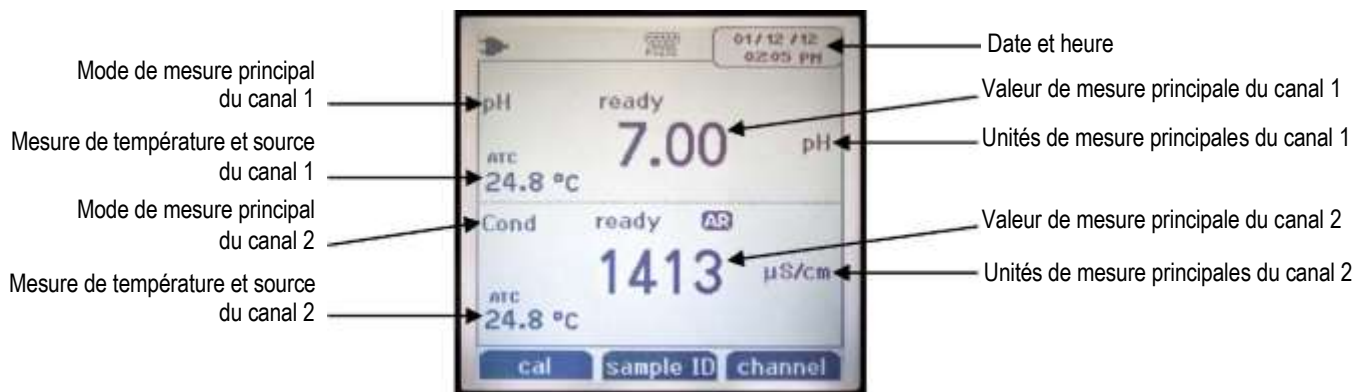 Mode de mesure principal
du canal 1
Mesure de température et source
du canal 1
Mode de mesure principal
du canal 2
Mesure de température et source
du canal 2
01/12/12
02:05 PM
pH
ready
7.00
pH
ATC
24.8 °C
Cond
ready
AR
1413
µS/cm
ATC
24.8 °C
cal
sample ID
channel
Date et heure
Valeur de mesure principale du canal 1
Unités de mesure principales du canal 1
Valeur de mesure principale du canal 2
Unités de mesure principales du canal 2